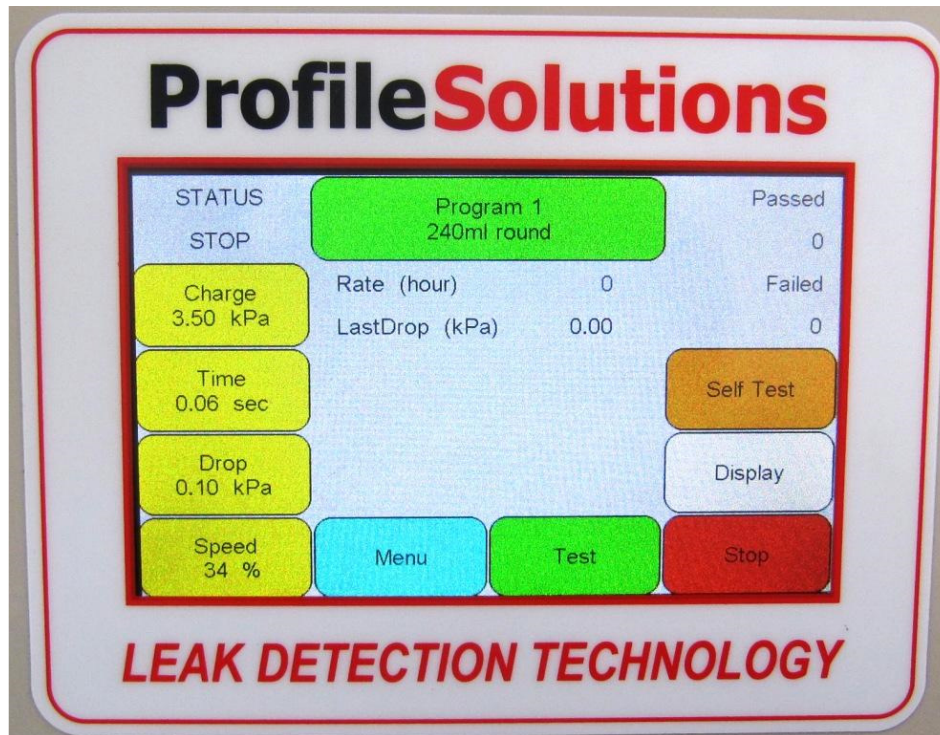 ProfileSolutions
STATUS
STOP
Program 1
240ml round
Passed
0
Charge
3.50 kPa
Rate (hour) 0
LastDrop (kPa) 0.00
Failed
0
Time
0.06 sec
Self Test
Drop
0.10 kPa
Display
Speed
34 %
Menu
Test
Stop
LEAK DETECTION TECHNOLOGY